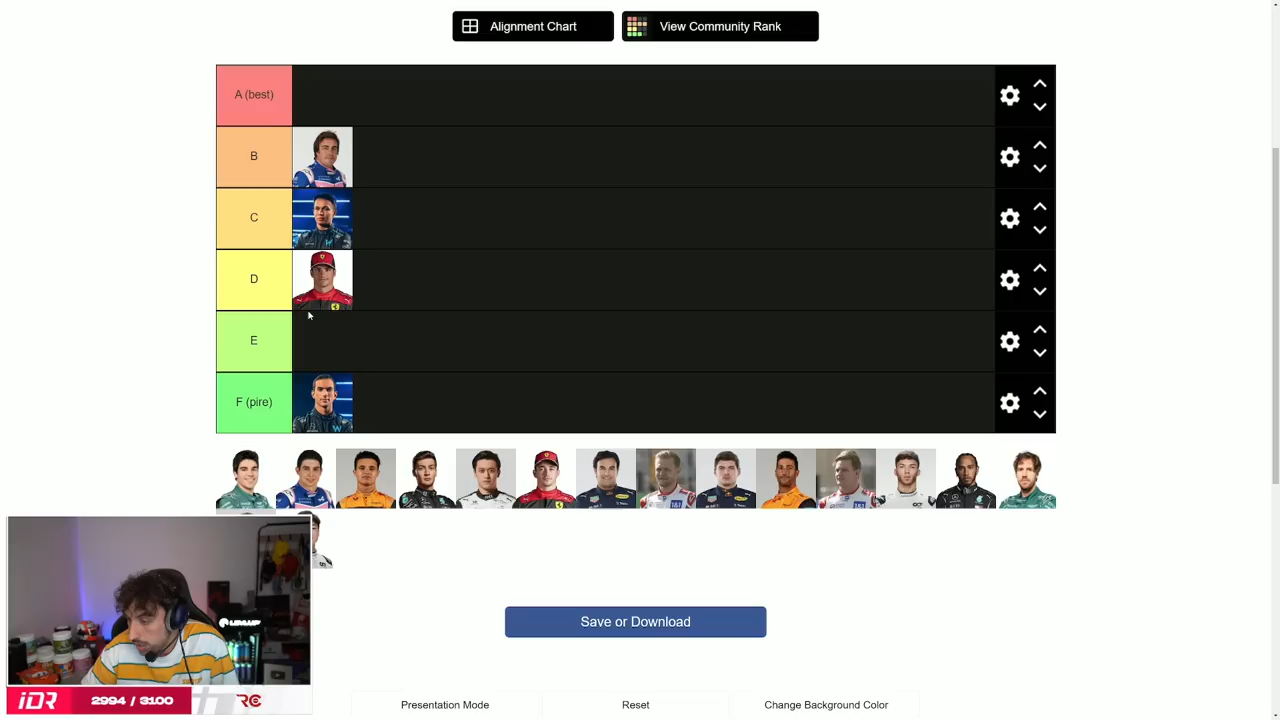 Alignment Chart
View Community Rank
A (best)
B
C
D
E
F (pire)
Save or Download
iDR
2994 / 3100
Presentation Mode
Reset
Change Background Color